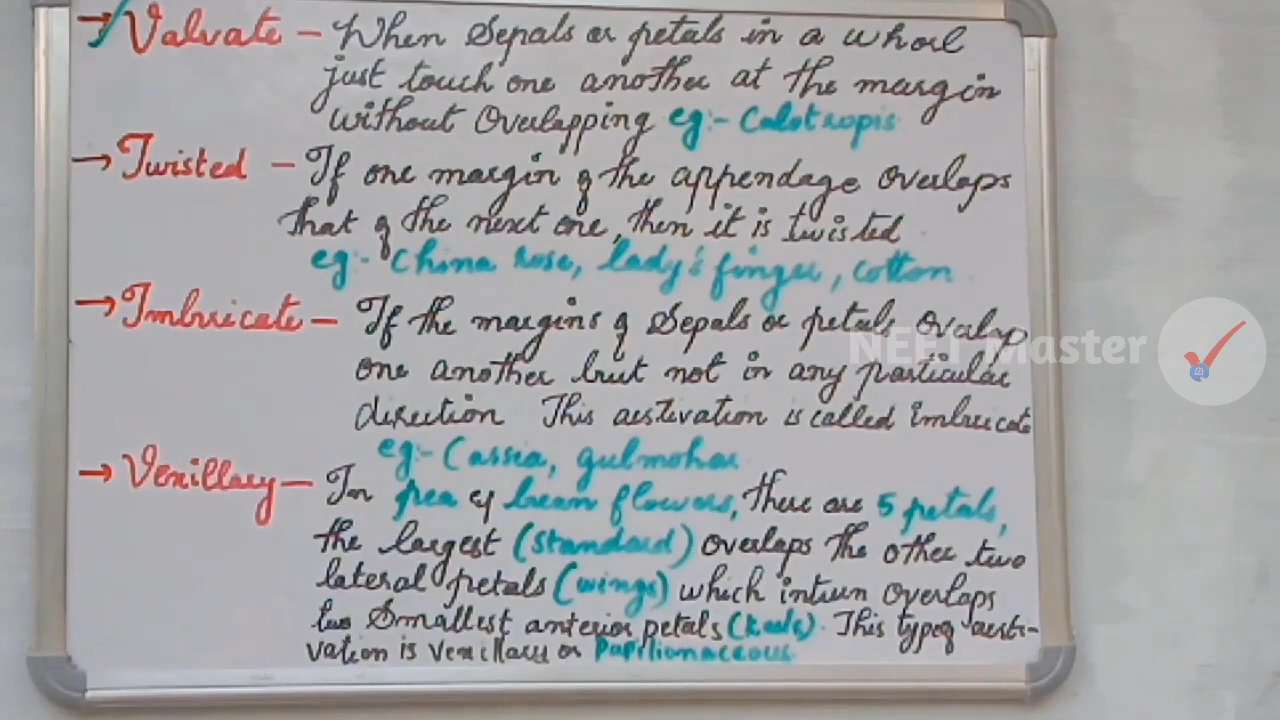 → Valvate – When Sepals or petals in a whorl
just touch one another at the margin
without Overlapping eg:- Calotropis
→ Twisted – If one margin of the appendage overlaps
that of the next one, then it is twisted
eg:- China rose, lady's finger, cotton
→ Imbricate – If the margins of Sepals or petals overlap
one another but not in any particular
direction This aestivation is called imbricate
eg:- Cassia, gulmohar
→ Vexillary – In pea & bean flowers, there are 5 petals,
the largest (standard) overlaps the other two
lateral petals (wings) which inturn overlaps
two Smallest anterior petals (keels). This type of aesti-
vation is vexillary or Papilionaceous
NEET Master